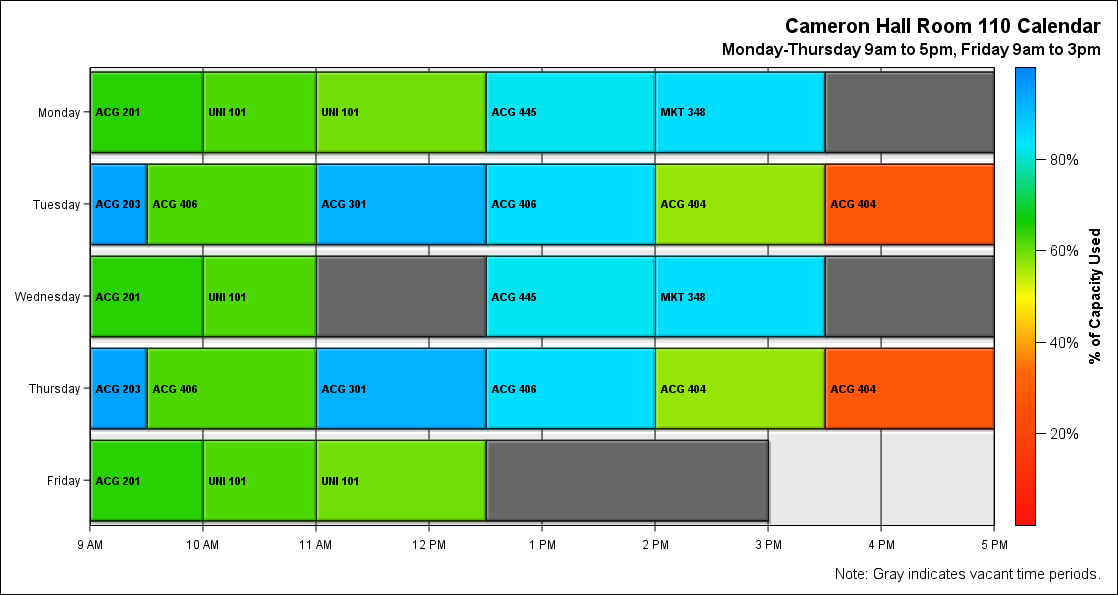 Cameron Hall Room 110 Calendar
Monday-Thursday 9am to 5pm, Friday 9am to 3pm
Monday
ACG 201
UNI 101
UNI 101
ACG 445
MKT 348
Tuesday
ACG 203
ACG 406
ACG 301
ACG 406
ACG 404
ACG 404
Wednesday
ACG 201
UNI 101
ACG 445
MKT 348
Thursday
ACG 203
ACG 406
ACG 301
ACG 406
ACG 404
ACG 404
Friday
ACG 201
UNI 101
UNI 101
9 AM
10 AM
11 AM
12 PM
1 PM
2 PM
3 PM
4 PM
5 PM
80%
60%
40%
20%
% of Capacity Used
Note: Gray indicates vacant time periods.